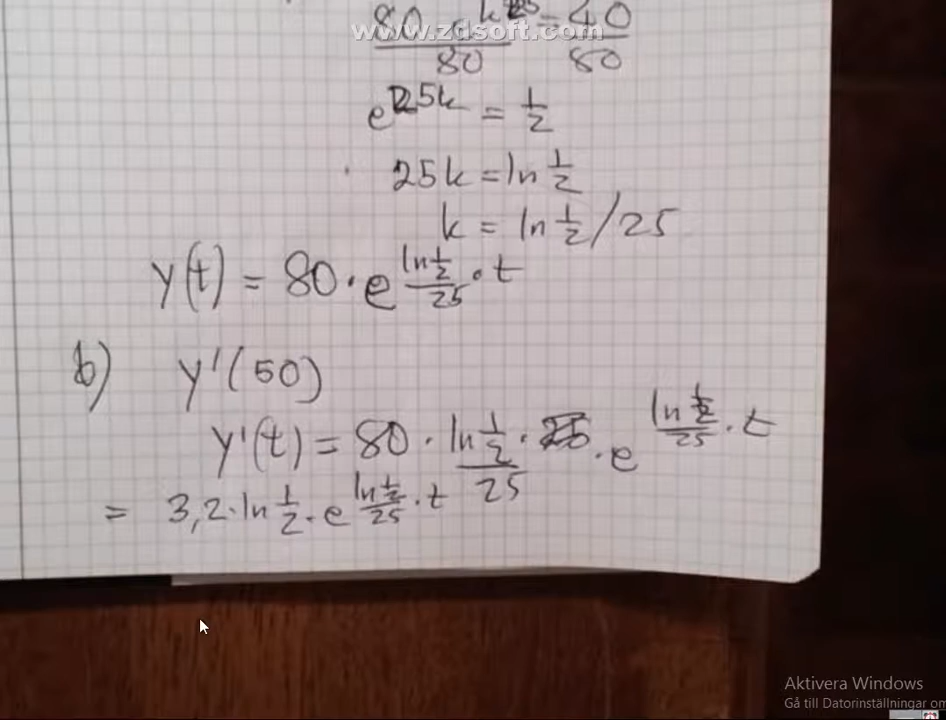 80 · e^k·25 = 40
www.zdsoft.com
80 80
e^25k = 1/2
25k = ln 1/2
k = ln 1/2 / 25
y(t) = 80 · e^(ln 1/2 / 25 · t)
b) y'(50)
y'(t) = 80 · ln 1/2 / 25 · e^(ln 1/2 / 25 · t)
= 3,2 · ln 1/2 · e^(ln 1/2 / 25 · t)
Aktivera Windows
Gå till Datorinställningar om